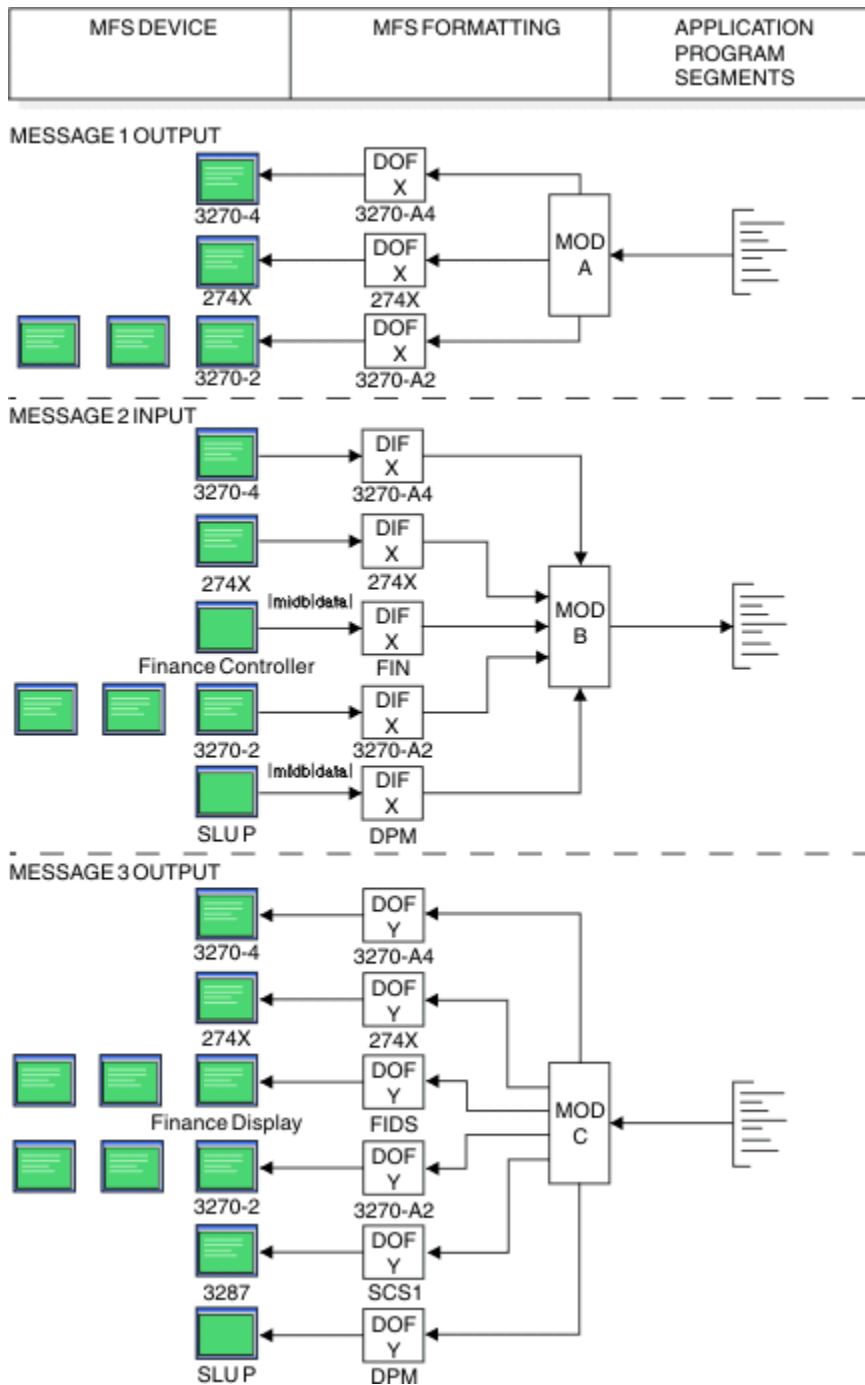 MFS DEVICE
MFS FORMATTING
APPLICATION
PROGRAM
SEGMENTS
MESSAGE 1 OUTPUT
DOF
X
3270-4
3270-A4
MOD
A
DOF
X
274X
274X
DOF
X
3270-2
3270-A2
MESSAGE 2 INPUT
DIF
X
3270-4
3270-A4
DIF
X
274X
274X
|midb|data|
DIF
X
MOD
B
Finance Controller
FIN
DIF
X
3270-2
3270-A2
|midb|data|
DIF
X
SLU P
DPM
MESSAGE 3 OUTPUT
DOF
Y
3270-4
3270-A4
DOF
Y
274X
274X
DOF
Y
Finance Display
FIDS
MOD
C
DOF
Y
3270-2
3270-A2
DOF
Y
3287
SCS1
DOF
Y
SLU P
DPM